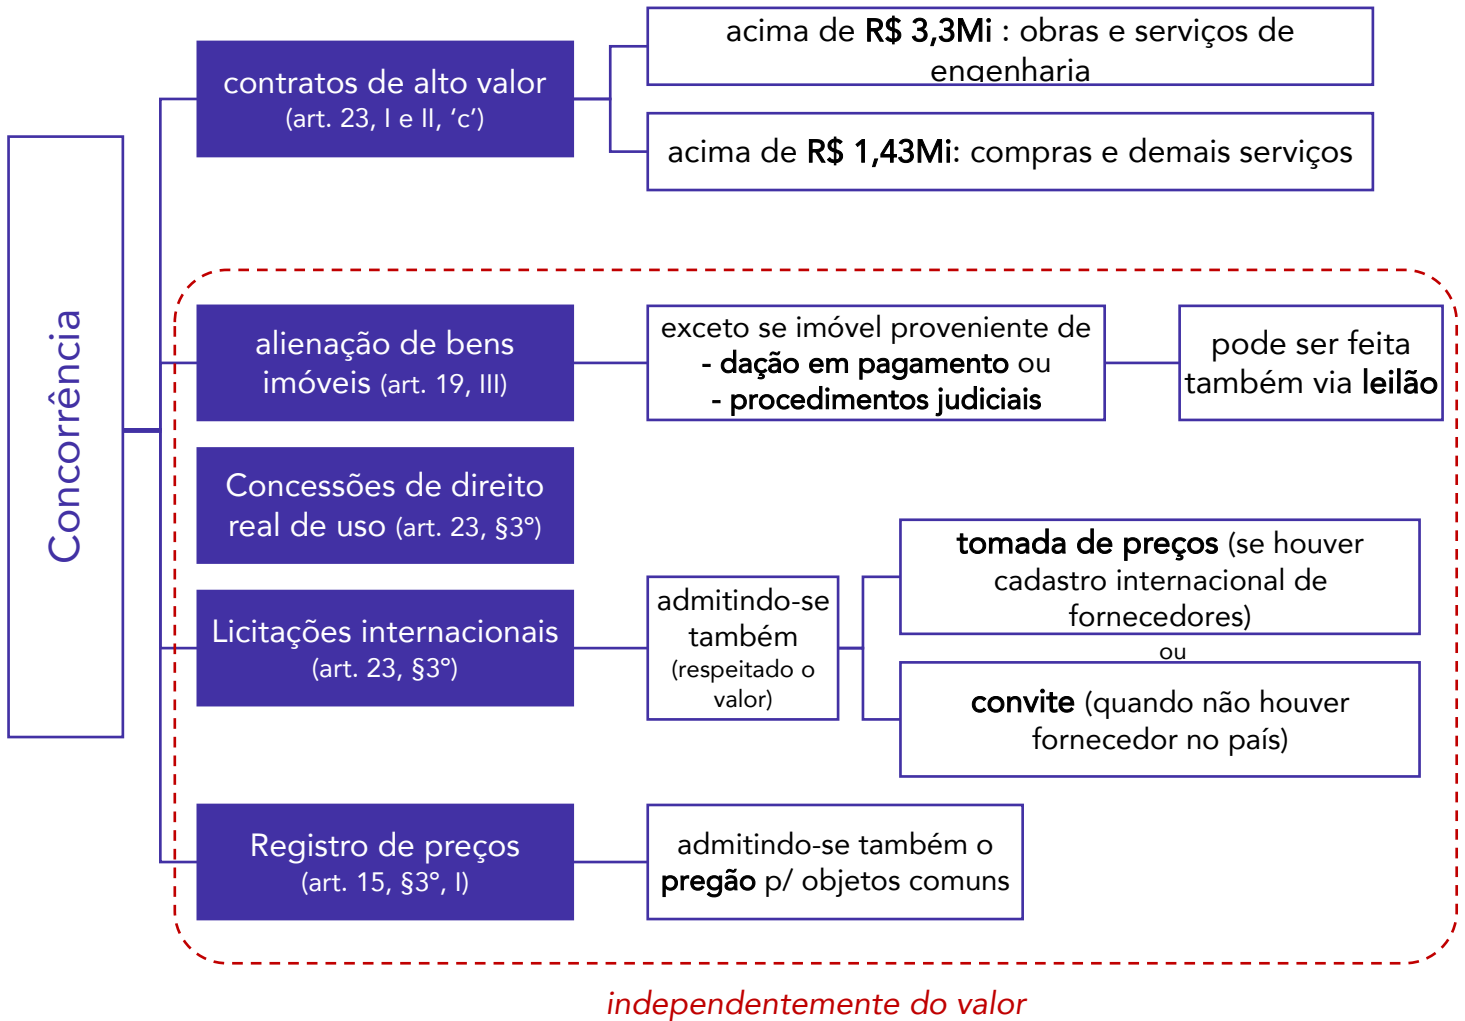 Concorrência
contratos de alto valor
(art. 23, I e II, ‘c’)
acima de R$ 3,3Mi : obras e serviços de
engenharia
acima de R$ 1,43Mi: compras e demais serviços
alienação de bens
imóveis (art. 19, III)
exceto se imóvel proveniente de
- dação em pagamento ou
- procedimentos judiciais
pode ser feita
também via leilão
Concessões de direito
real de uso (art. 23, §3º)
Licitações internacionais
(art. 23, §3º)
admitindo-se
também
(respeitado o
valor)
tomada de preços (se houver
cadastro internacional de
fornecedores)
ou
convite (quando não houver
fornecedor no país)
Registro de preços
(art. 15, §3º, I)
admitindo-se também o
pregão p/ objetos comuns
independentemente do valor